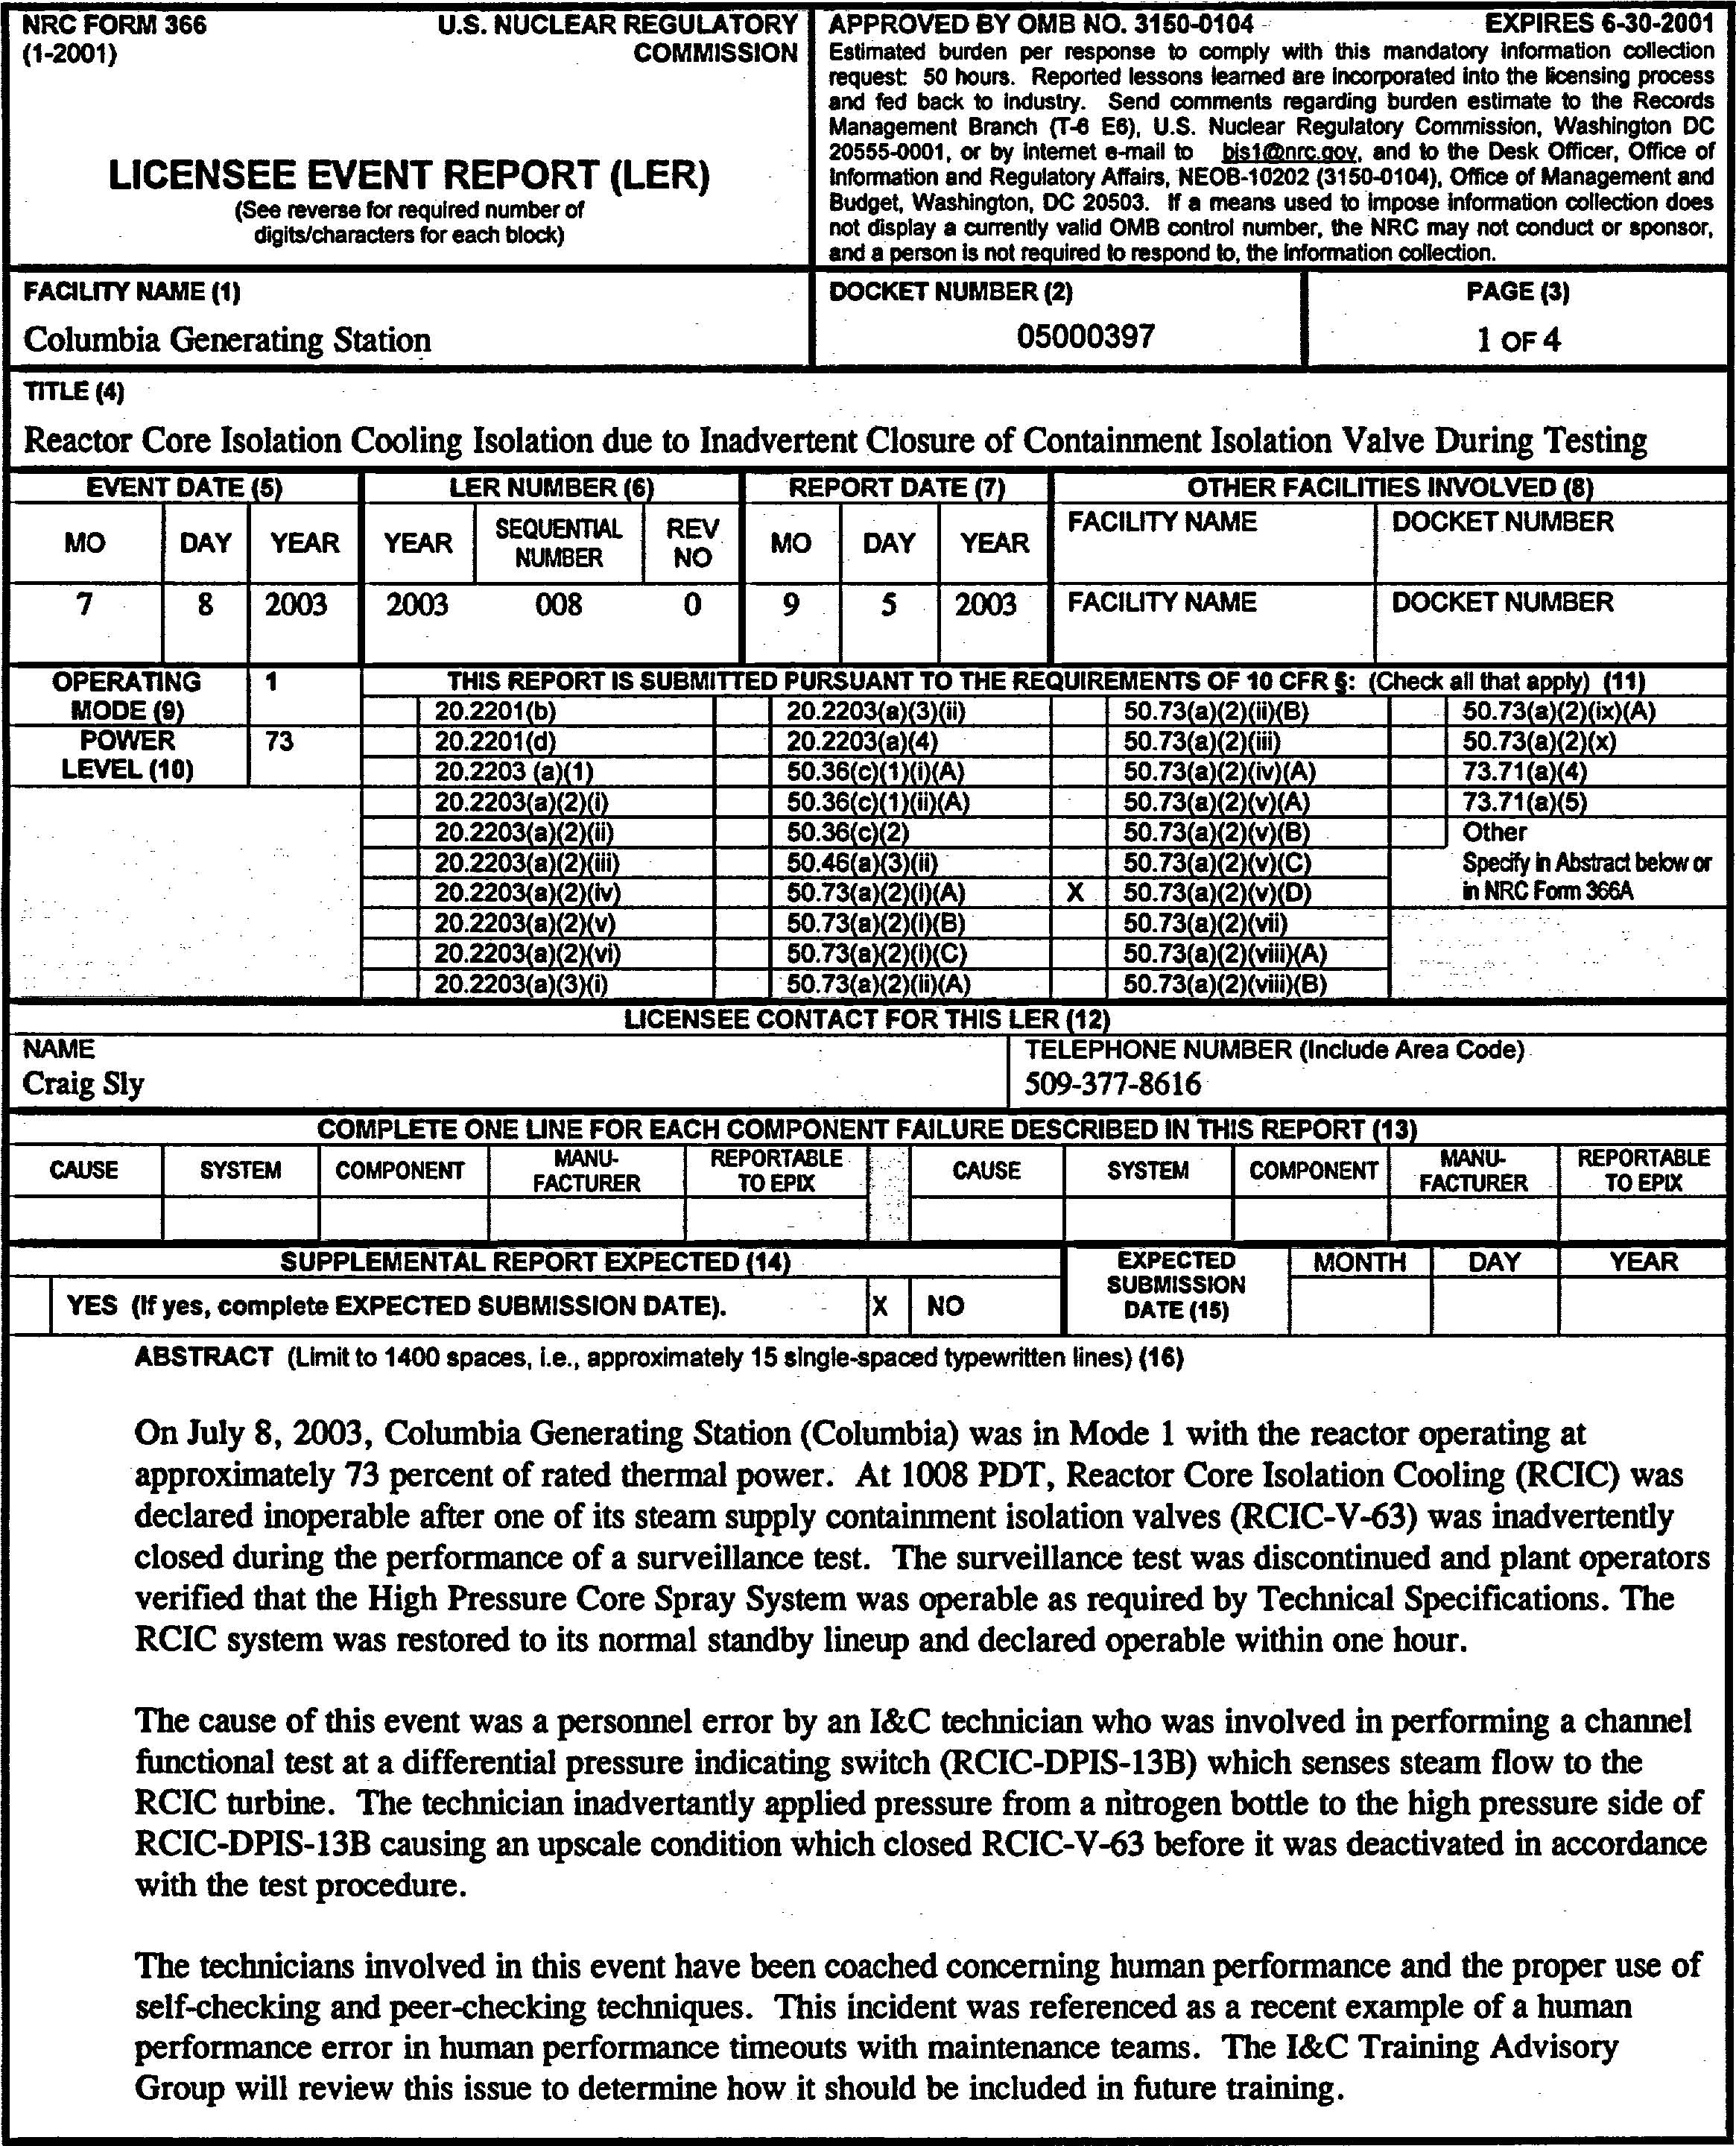 NRC FORM 366 U.S. NUCLEAR REGULATORY
(1-2001) COMMISSION
LICENSEE EVENT REPORT (LER)
(See reverse for required number of
digits/characters for each block)
APPROVED BY OMB NO. 3150-0104 EXPIRES 6-30-2001
Estimated burden per response to comply with this mandatory information collection
request: 50 hours. Reported lessons learned are incorporated into the licensing process
and fed back to industry. Send comments regarding burden estimate to the Records
Management Branch (T-6 E6), U.S. Nuclear Regulatory Commission, Washington DC
20555-0001, or by internet e-mail to bjs1@nrc.gov, and to the Desk Officer, Office of
Information and Regulatory Affairs, NEOB-10202 (3150-0104), Office of Management and
Budget, Washington, DC 20503. If a means used to impose information collection does
not display a currently valid OMB control number, the NRC may not conduct or sponsor,
and a person is not required to respond to, the information collection.
FACILITY NAME (1) DOCKET NUMBER (2) PAGE (3)
Columbia Generating Station 05000397 1 OF 4
TITLE (4)
Reactor Core Isolation Cooling Isolation due to Inadvertent Closure of Containment Isolation Valve During Testing
EVENT DATE (5) LER NUMBER (6) REPORT DATE (7) OTHER FACILITIES INVOLVED (8)
MO DAY YEAR YEAR SEQUENTIAL NUMBER REV NO MO DAY YEAR FACILITY NAME DOCKET NUMBER
7 8 2003 2003 008 0 9 5 2003 FACILITY NAME DOCKET NUMBER
OPERATING MODE (9) 1 THIS REPORT IS SUBMITTED PURSUANT TO THE REQUIREMENTS OF 10 CFR §: (Check all that apply) (11)
20.2201(b) 20.2203(a)(3)(ii) 50.73(a)(2)(ii)(B) 50.73(a)(2)(ix)(A)
POWER LEVEL (10) 73 20.2201(d) 20.2203(a)(4) 50.73(a)(2)(iii) 50.73(a)(2)(x)
20.2203 (a)(1) 50.36(c)(1)(i)(A) 50.73(a)(2)(iv)(A) 73.71(a)(4)
20.2203(a)(2)(i) 50.36(c)(1)(ii)(A) 50.73(a)(2)(v)(A) 73.71(a)(5)
20.2203(a)(2)(ii) 50.36(c)(2) 50.73(a)(2)(v)(B) Other
20.2203(a)(2)(iii) 50.46(a)(3)(ii) 50.73(a)(2)(v)(C) Specify in Abstract below or
20.2203(a)(2)(iv) 50.73(a)(2)(i)(A) X 50.73(a)(2)(v)(D) in NRC Form 366A
20.2203(a)(2)(v) 50.73(a)(2)(i)(B) 50.73(a)(2)(vii)
20.2203(a)(2)(vi) 50.73(a)(2)(i)(C) 50.73(a)(2)(viii)(A)
20.2203(a)(3)(i) 50.73(a)(2)(ii)(A) 50.73(a)(2)(viii)(B)
LICENSEE CONTACT FOR THIS LER (12)
NAME TELEPHONE NUMBER (Include Area Code)
Craig Sly 509-377-8616
COMPLETE ONE LINE FOR EACH COMPONENT FAILURE DESCRIBED IN THIS REPORT (13)
CAUSE SYSTEM COMPONENT MANU-FACTURER REPORTABLE TO EPIX CAUSE SYSTEM COMPONENT MANU-FACTURER REPORTABLE TO EPIX
SUPPLEMENTAL REPORT EXPECTED (14) EXPECTED SUBMISSION DATE (15) MONTH DAY YEAR
YES (If yes, complete EXPECTED SUBMISSION DATE). X NO
ABSTRACT (Limit to 1400 spaces, i.e., approximately 15 single-spaced typewritten lines) (16)
On July 8, 2003, Columbia Generating Station (Columbia) was in Mode 1 with the reactor operating at
approximately 73 percent of rated thermal power. At 1008 PDT, Reactor Core Isolation Cooling (RCIC) was
declared inoperable after one of its steam supply containment isolation valves (RCIC-V-63) was inadvertently
closed during the performance of a surveillance test. The surveillance test was discontinued and plant operators
verified that the High Pressure Core Spray System was operable as required by Technical Specifications. The
RCIC system was restored to its normal standby lineup and declared operable within one hour.
The cause of this event was a personnel error by an I&C technician who was involved in performing a channel
functional test at a differential pressure indicating switch (RCIC-DPIS-13B) which senses steam flow to the
RCIC turbine. The technician inadvertantly applied pressure from a nitrogen bottle to the high pressure side of
RCIC-DPIS-13B causing an upscale condition which closed RCIC-V-63 before it was deactivated in accordance
with the test procedure.
The technicians involved in this event have been coached concerning human performance and the proper use of
self-checking and peer-checking techniques. This incident was referenced as a recent example of a human
performance error in human performance timeouts with maintenance teams. The I&C Training Advisory
Group will review this issue to determine how it should be included in future training.